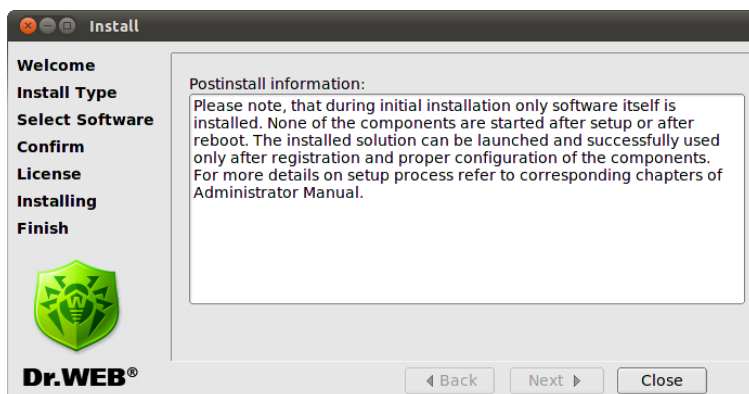 Install
Welcome
Install Type
Select Software
Confirm
License
Installing
Finish
Dr.WEB®
Postinstall information:
Please note, that during initial installation only software itself is
installed. None of the components are started after setup or after
reboot. The installed solution can be launched and successfully used
only after registration and proper configuration of the components.
For more details on setup process refer to corresponding chapters of
Administrator Manual.
Back
Next
Close